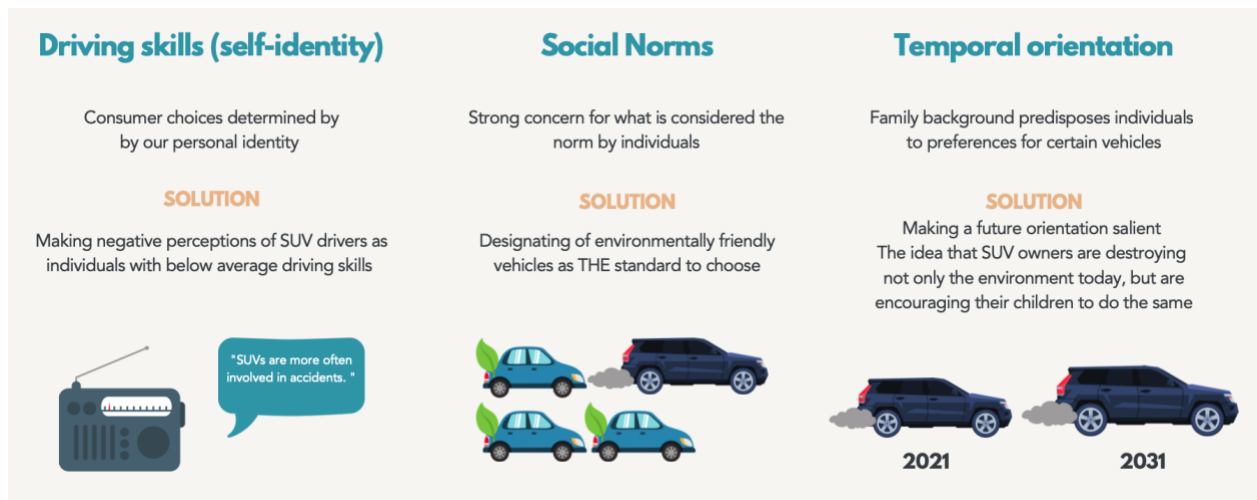 Driving skills (self-identity)
Consumer choices determined by
by our personal identity
SOLUTION
Making negative perceptions of SUV drivers as
individuals with below average driving skills
"SUVs are more often
involved in accidents. "
Social Norms
Strong concern for what is considered the
norm by individuals
SOLUTION
Designating of environmentally friendly
vehicles as THE standard to choose
Temporal orientation
Family background predisposes individuals
to preferences for certain vehicles
SOLUTION
Making a future orientation salient
The idea that SUV owners are destroying
not only the environment today, but are
encouraging their children to do the same
2021
2031